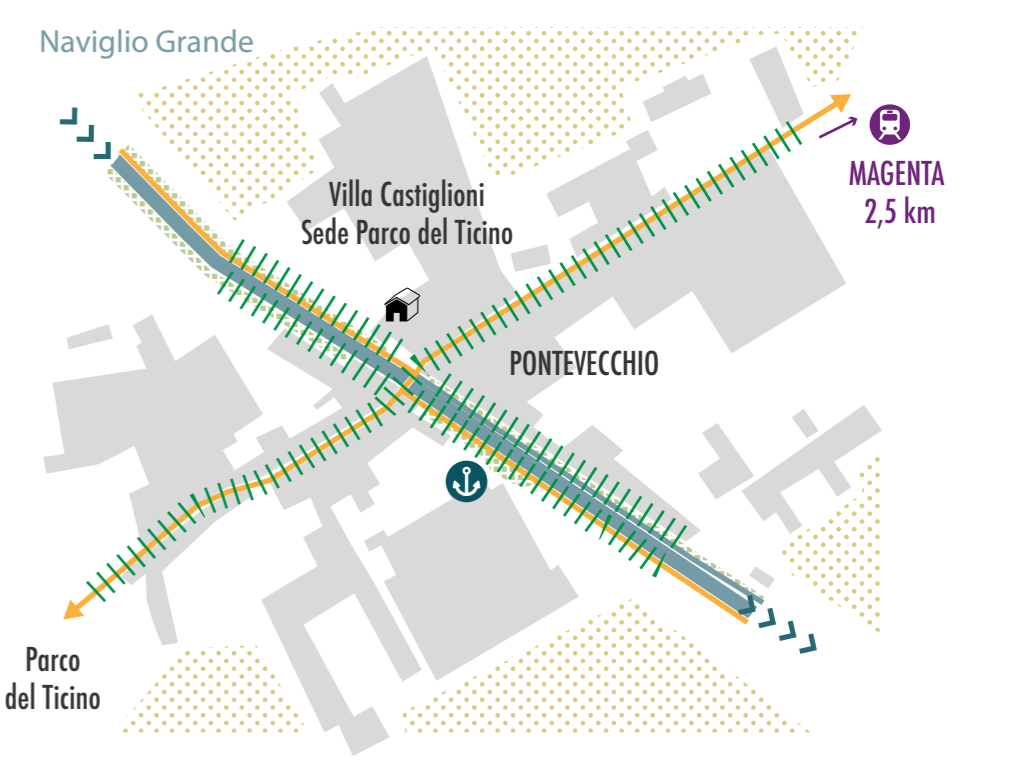 Naviglio Grande
MAGENTA
2,5 km
Villa Castiglioni
Sede Parco del Ticino
PONTEVECCHIO
Parco
del Ticino